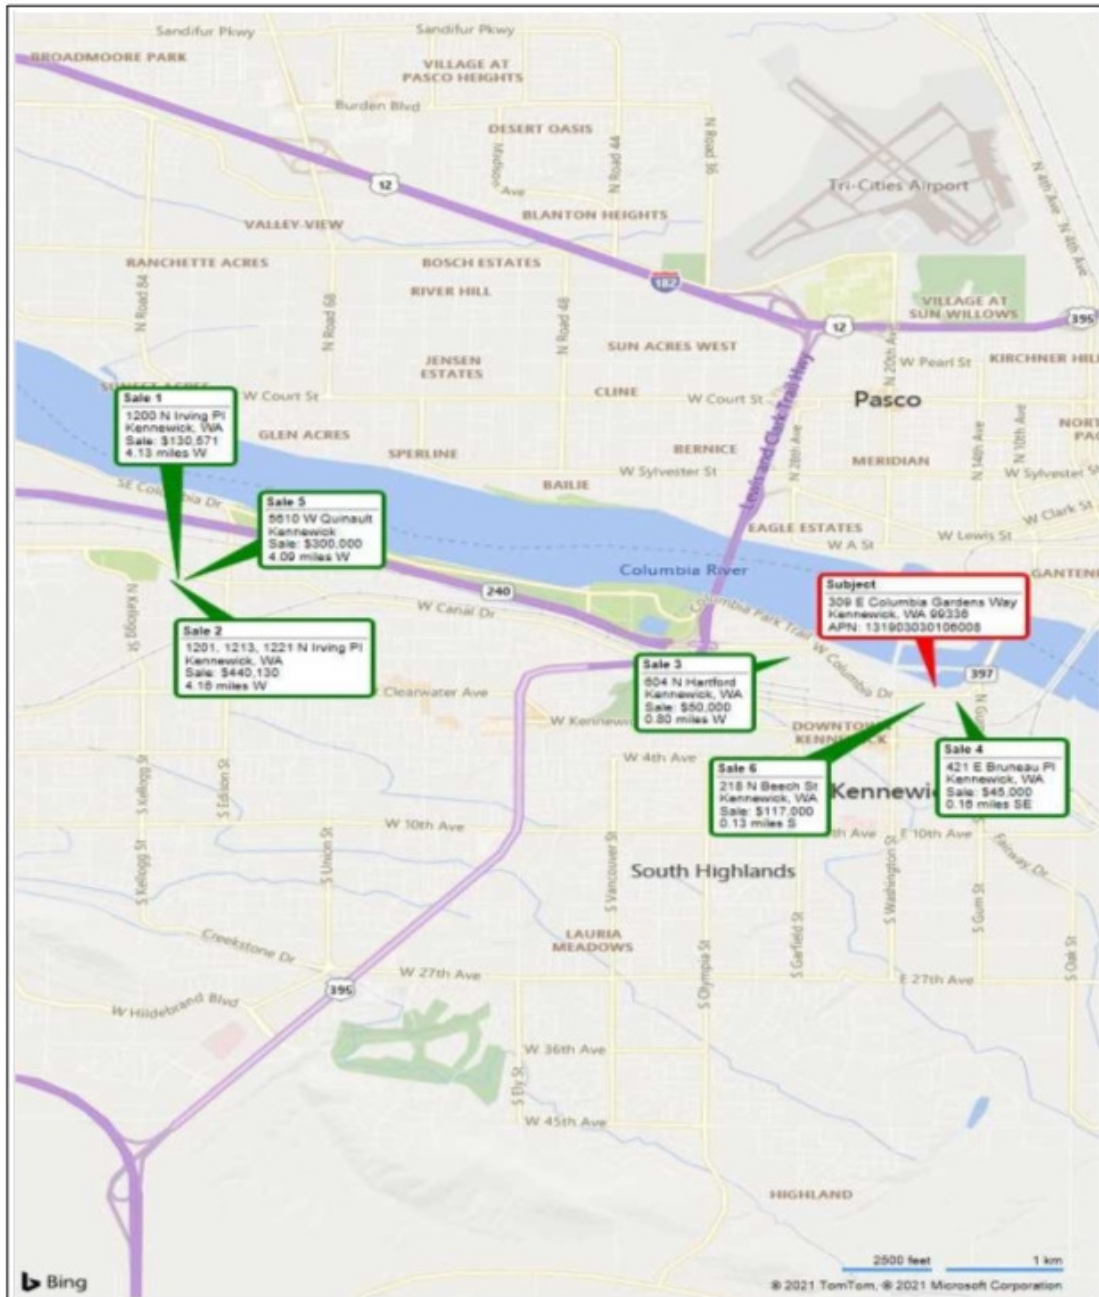 Sandifur Pkwy
Sandifur Pkwy
BROADMOORE PARK
VILLAGE AT
PASCO HEIGHTS
Burden Blvd
DESERT OASIS
N Road 44
N Road 36
Midland
Ave
12
Tri-Cities Airport
N 4th Ave
N 4th Ave
BLANTON HEIGHTS
VALLEY-VIEW
RANCHETTE ACRES
BOSCH ESTATES
RIVER HILL
182
N Road 84
N Road 68
N Road 48
VILLAGE AT
SUN WILLOWS
12
395
SUN ACRES WEST
N 20th Ave
W Pearl St
KIRCHNER HILL
JENSEN
ESTATES
Lewis and Clark Trail Hwy
SUNSET ACRES
W Court St
CLINE
W Court St
Pasco
GLEN ACRES
SPERLINE
BERNICE
N 28th Ave
MERIDIAN
N 14th Ave
N 10th Ave
W Sylvester St
W Sylvester St
BAILIE
EAGLE ESTATES
W Clark St
W A St
W Lewis St
Sale 1
1200 N Irving Pl
Kennewick, WA
Sale: $130,571
4.13 miles W
SE Columbia Dr
Sale 5
5610 W Quinault
Kennewick
Sale: $300,000
4.09 miles W
Columbia River
Subject
309 E Columbia Gardens Way
Kennewick, WA 99336
APN: 131903030106008
240
W Canal Dr
Columbia Park Trail
W Columbia Dr
N Kellogg St
Sale 2
1201, 1213, 1221 N Irving Pl
Kennewick, WA
Sale: $440,130
4.16 miles W
Sale 3
604 N Hartford
Kennewick, WA
Sale: $50,000
0.80 miles W
397
Clearwater Ave
W 4th Ave
Sale 6
218 N Beech St
Kennewick, WA
Sale: $117,000
0.13 miles S
Sale 4
421 E Bruneau Pl
Kennewick, WA
Sale: $45,000
0.16 miles SE
S Kellogg St
S Edison St
W 10th Ave
E 10th Ave
Fairway Dr
S Kellogg St
S Union St
S Vancouver St
South Highlands
S Washington St
S Gum St
LAURIA
MEADOWS
S Olympia St
S Garfield St
S Oak St
Creekstone Dr
W 27th Ave
E 27th Ave
395
W Hildebrand Blvd
W 36th Ave
S Ely St
W 45th Ave
HIGHLAND
Bing
2500 feet
1 km
© 2021 TomTom, © 2021 Microsoft Corporation